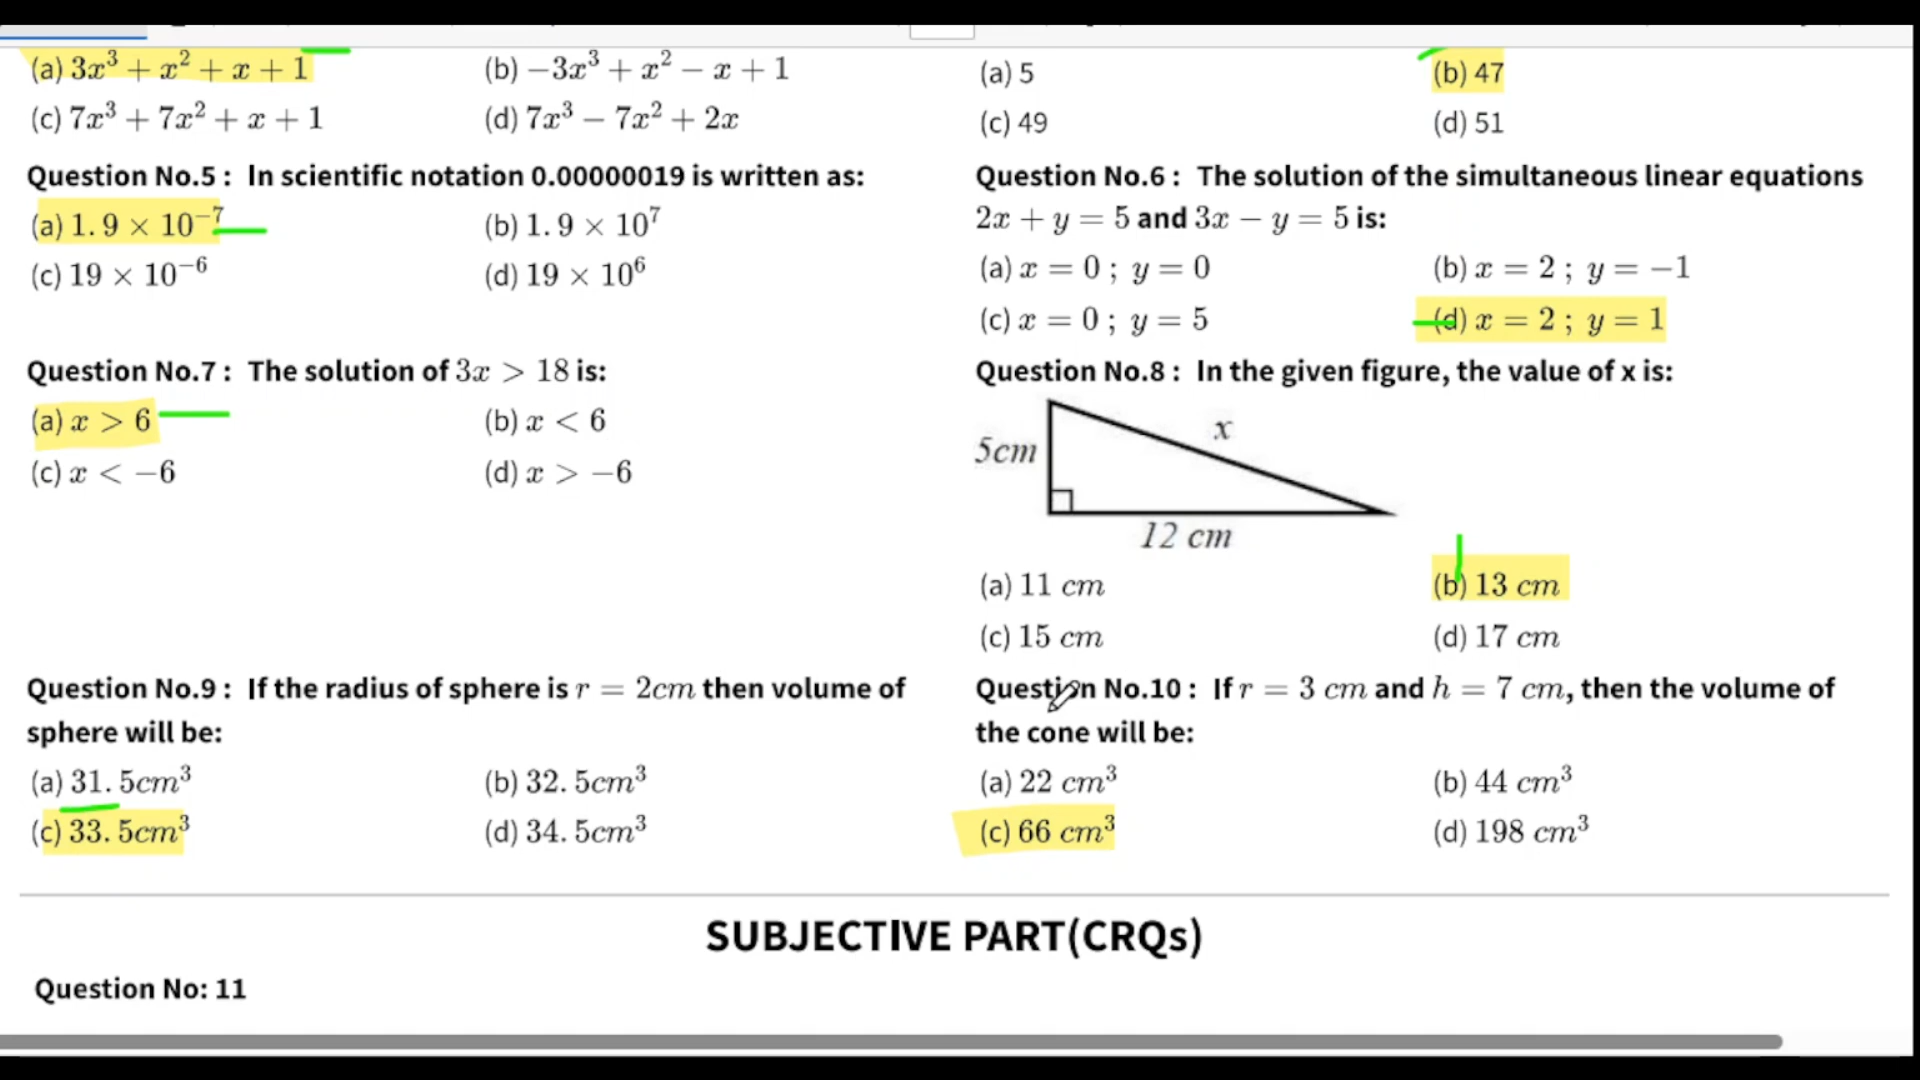 (a) 3x³ + x² + x + 1 (b) −3x³ + x² − x + 1
(c) 7x³ + 7x² + x + 1 (d) 7x³ − 7x² + 2x
(a) 5 (b) 47
(c) 49 (d) 51
Question No.5 : In scientific notation 0.00000019 is written as:
(a) 1. 9 × 10⁻⁷ (b) 1. 9 × 10⁷
(c) 19 × 10⁻⁶ (d) 19 × 10⁶
Question No.6 : The solution of the simultaneous linear equations
2x + y = 5 and 3x − y = 5 is:
(a) x = 0 ; y = 0 (b) x = 2 ; y = −1
(c) x = 0 ; y = 5 (d) x = 2 ; y = 1
Question No.7 : The solution of 3x > 18 is:
(a) x > 6 (b) x < 6
(c) x < −6 (d) x > −6
Question No.8 : In the given figure, the value of x is:
x
5cm
12 cm
(a) 11 cm (b) 13 cm
(c) 15 cm (d) 17 cm
Question No.9 : If the radius of sphere is r = 2cm then volume of
sphere will be:
(a) 31. 5cm³ (b) 32. 5cm³
(c) 33. 5cm³ (d) 34. 5cm³
Question No.10 : If r = 3 cm and h = 7 cm, then the volume of
the cone will be:
(a) 22 cm³ (b) 44 cm³
(c) 66 cm³ (d) 198 cm³
SUBJECTIVE PART(CRQs)
Question No: 11